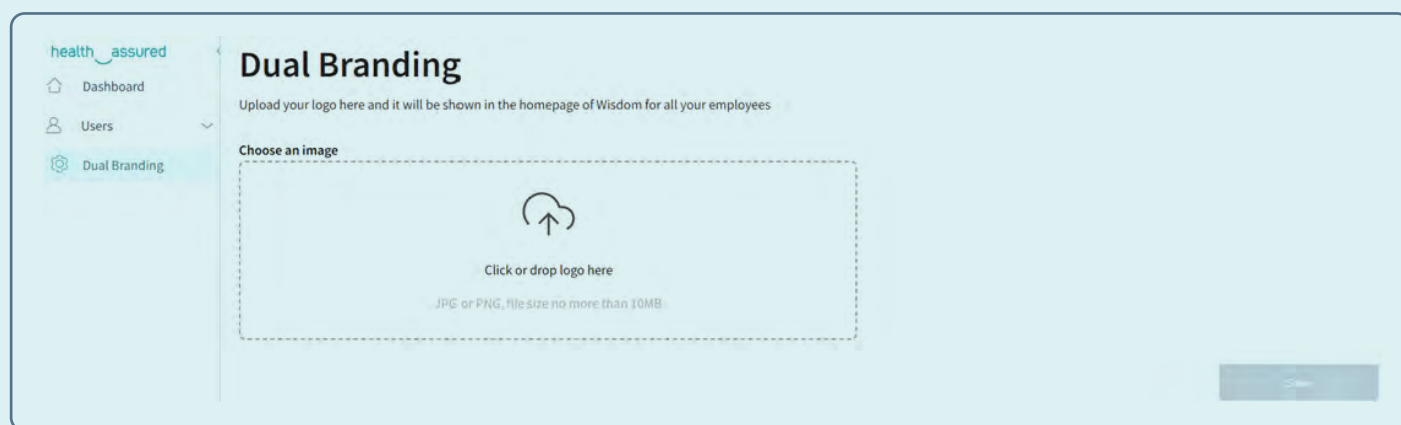 health assured
Dashboard
Users
Dual Branding
Dual Branding
Upload your logo here and it will be shown in the homepage of Wisdom for all your employees
Choose an image
Click or drop logo here
JPG or PNG, file size no more than 10MB